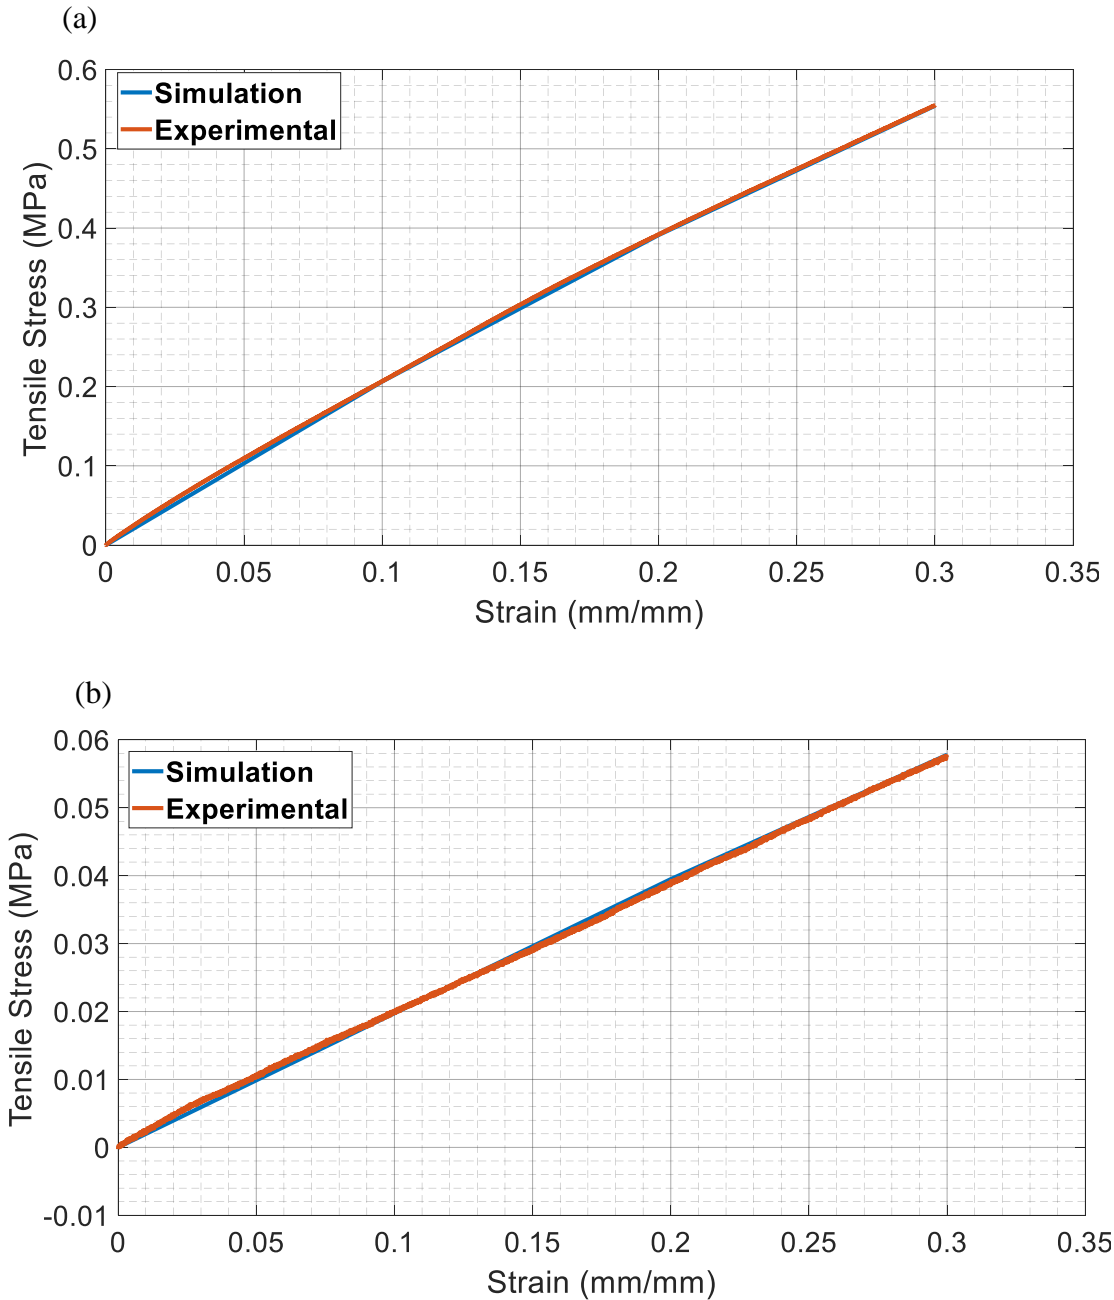 (a)
0.6
0.5
0.4
0.3
0.2
0.1
0
Tensile Stress (MPa)
Simulation
Experimental
0 0.05 0.1 0.15 0.2 0.25 0.3 0.35
Strain (mm/mm)
(b)
0.06
0.05
0.04
0.03
0.02
0.01
0
-0.01
Tensile Stress (MPa)
Simulation
Experimental
0 0.05 0.1 0.15 0.2 0.25 0.3 0.35
Strain (mm/mm)